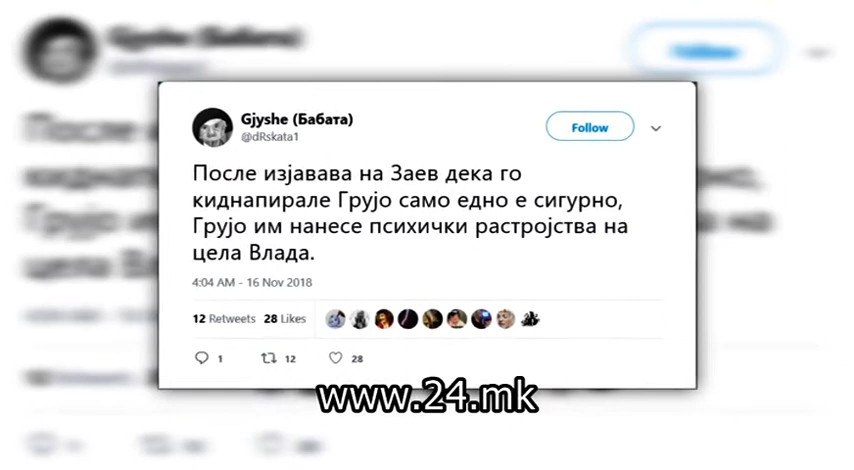 Gjyshe (Бабата)
@dRskata1
Follow
После изјавава на Заев дека го
киднапирале Грујо само едно е сигурно,
Грујо им нанесе психички растројства на
цела Влада.
4:04 AM - 16 Nov 2018
12 Retweets 28 Likes
1 12 28
www.24.mk